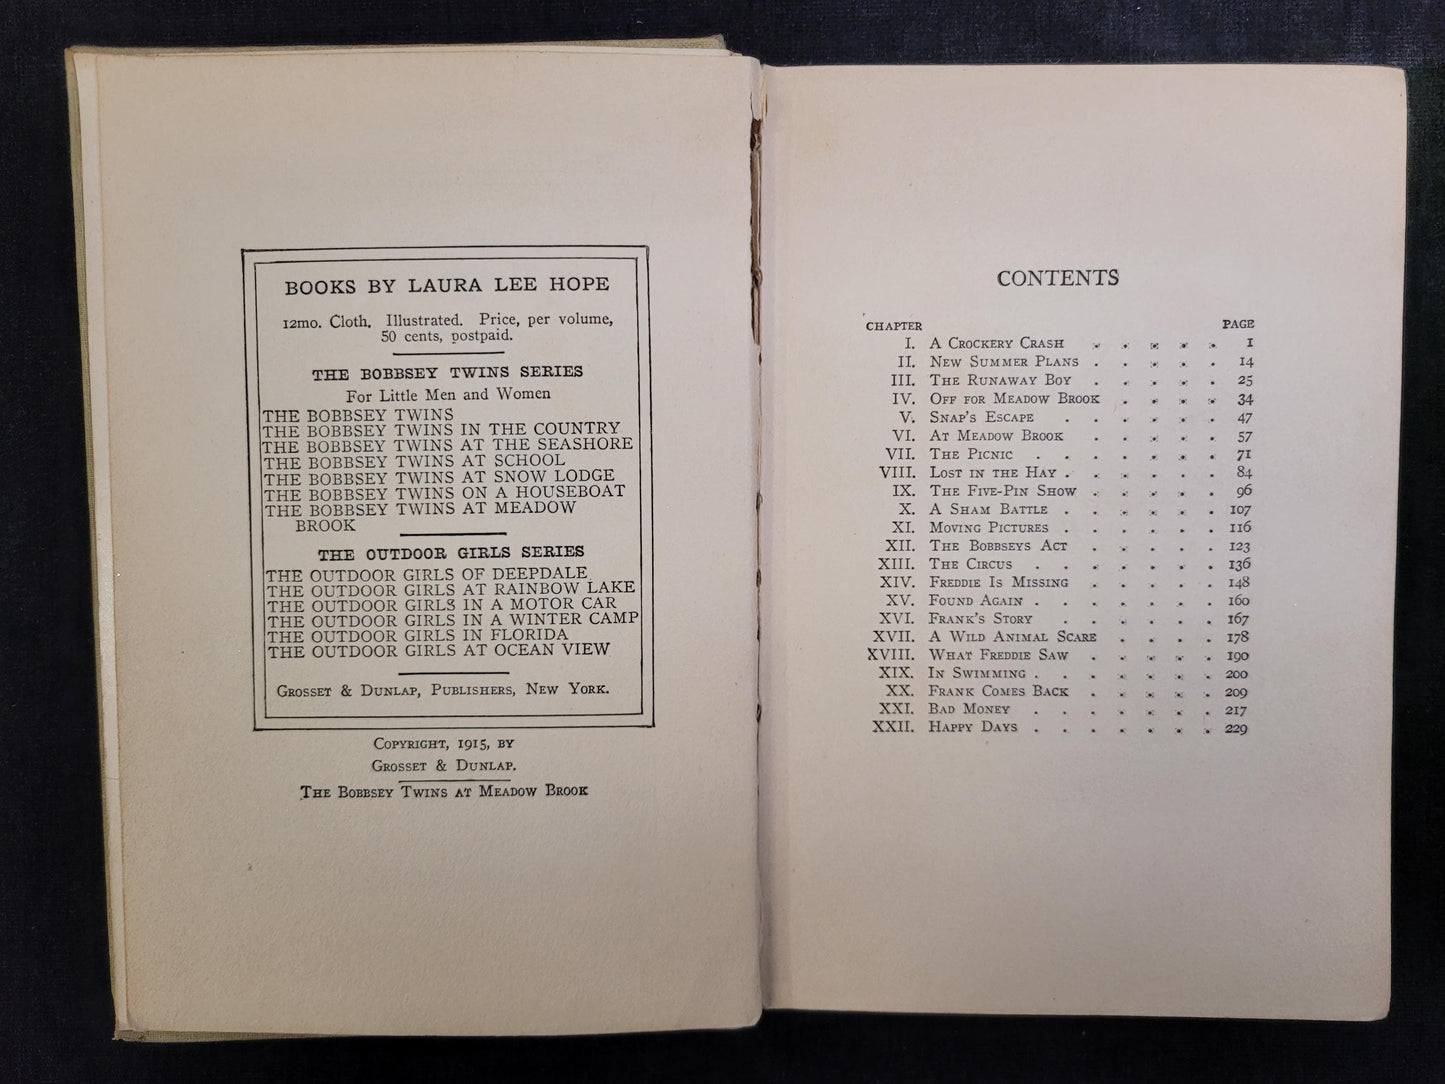 BOOKS BY LAURA LEE HOPE
12mo. Cloth. Illustrated. Price, per volume,
50 cents, postpaid.
THE BOBBSEY TWINS SERIES
For Little Men and Women
THE BOBBSEY TWINS
THE BOBBSEY TWINS IN THE COUNTRY
THE BOBBSEY TWINS AT THE SEASHORE
THE BOBBSEY TWINS AT SCHOOL
THE BOBBSEY TWINS AT SNOW LODGE
THE BOBBSEY TWINS ON A HOUSEBOAT
THE BOBBSEY TWINS AT MEADOW
BROOK
THE OUTDOOR GIRLS SERIES
THE OUTDOOR GIRLS OF DEEPDALE
THE OUTDOOR GIRLS AT RAINBOW LAKE
THE OUTDOOR GIRLS IN A MOTOR CAR
THE OUTDOOR GIRLS IN A WINTER CAMP
THE OUTDOOR GIRLS IN FLORIDA
THE OUTDOOR GIRLS AT OCEAN VIEW
GROSSET & DUNLAP, PUBLISHERS, NEW YORK.
COPYRIGHT, 1915, BY
GROSSET & DUNLAP.
THE BOBBSEY TWINS AT MEADOW BROOK
CONTENTS
CHAPTER PAGE
I. A CROCKERY CRASH . . . . . 1
II. NEW SUMMER PLANS . . . . . 14
III. THE RUNAWAY BOY . . . . . 25
IV. OFF FOR MEADOW BROOK . . . . 34
V. SNAP'S ESCAPE . . . . . . 47
VI. AT MEADOW BROOK . . . . . 57
VII. THE PICNIC . . . . . . . 71
VIII. LOST IN THE HAY . . . . . . 84
IX. THE FIVE-PIN SHOW . . . . . 96
X. A SHAM BATTLE . . . . . . 107
XI. MOVING PICTURES . . . . . . 116
XII. THE BOBBSEYS ACT . . . . . 123
XIII. THE CIRCUS . . . . . . . 136
XIV. FREDDIE IS MISSING . . . . . 148
XV. FOUND AGAIN . . . . . . . 160
XVI. FRANK'S STORY . . . . . . 167
XVII. A WILD ANIMAL SCARE . . . . 178
XVIII. WHAT FREDDIE SAW . . . . . 190
XIX. IN SWIMMING . . . . . . . 200
XX. FRANK COMES BACK . . . . . 209
XXI. BAD MONEY . . . . . . . 217
XXII. HAPPY DAYS . . . . . . . 229